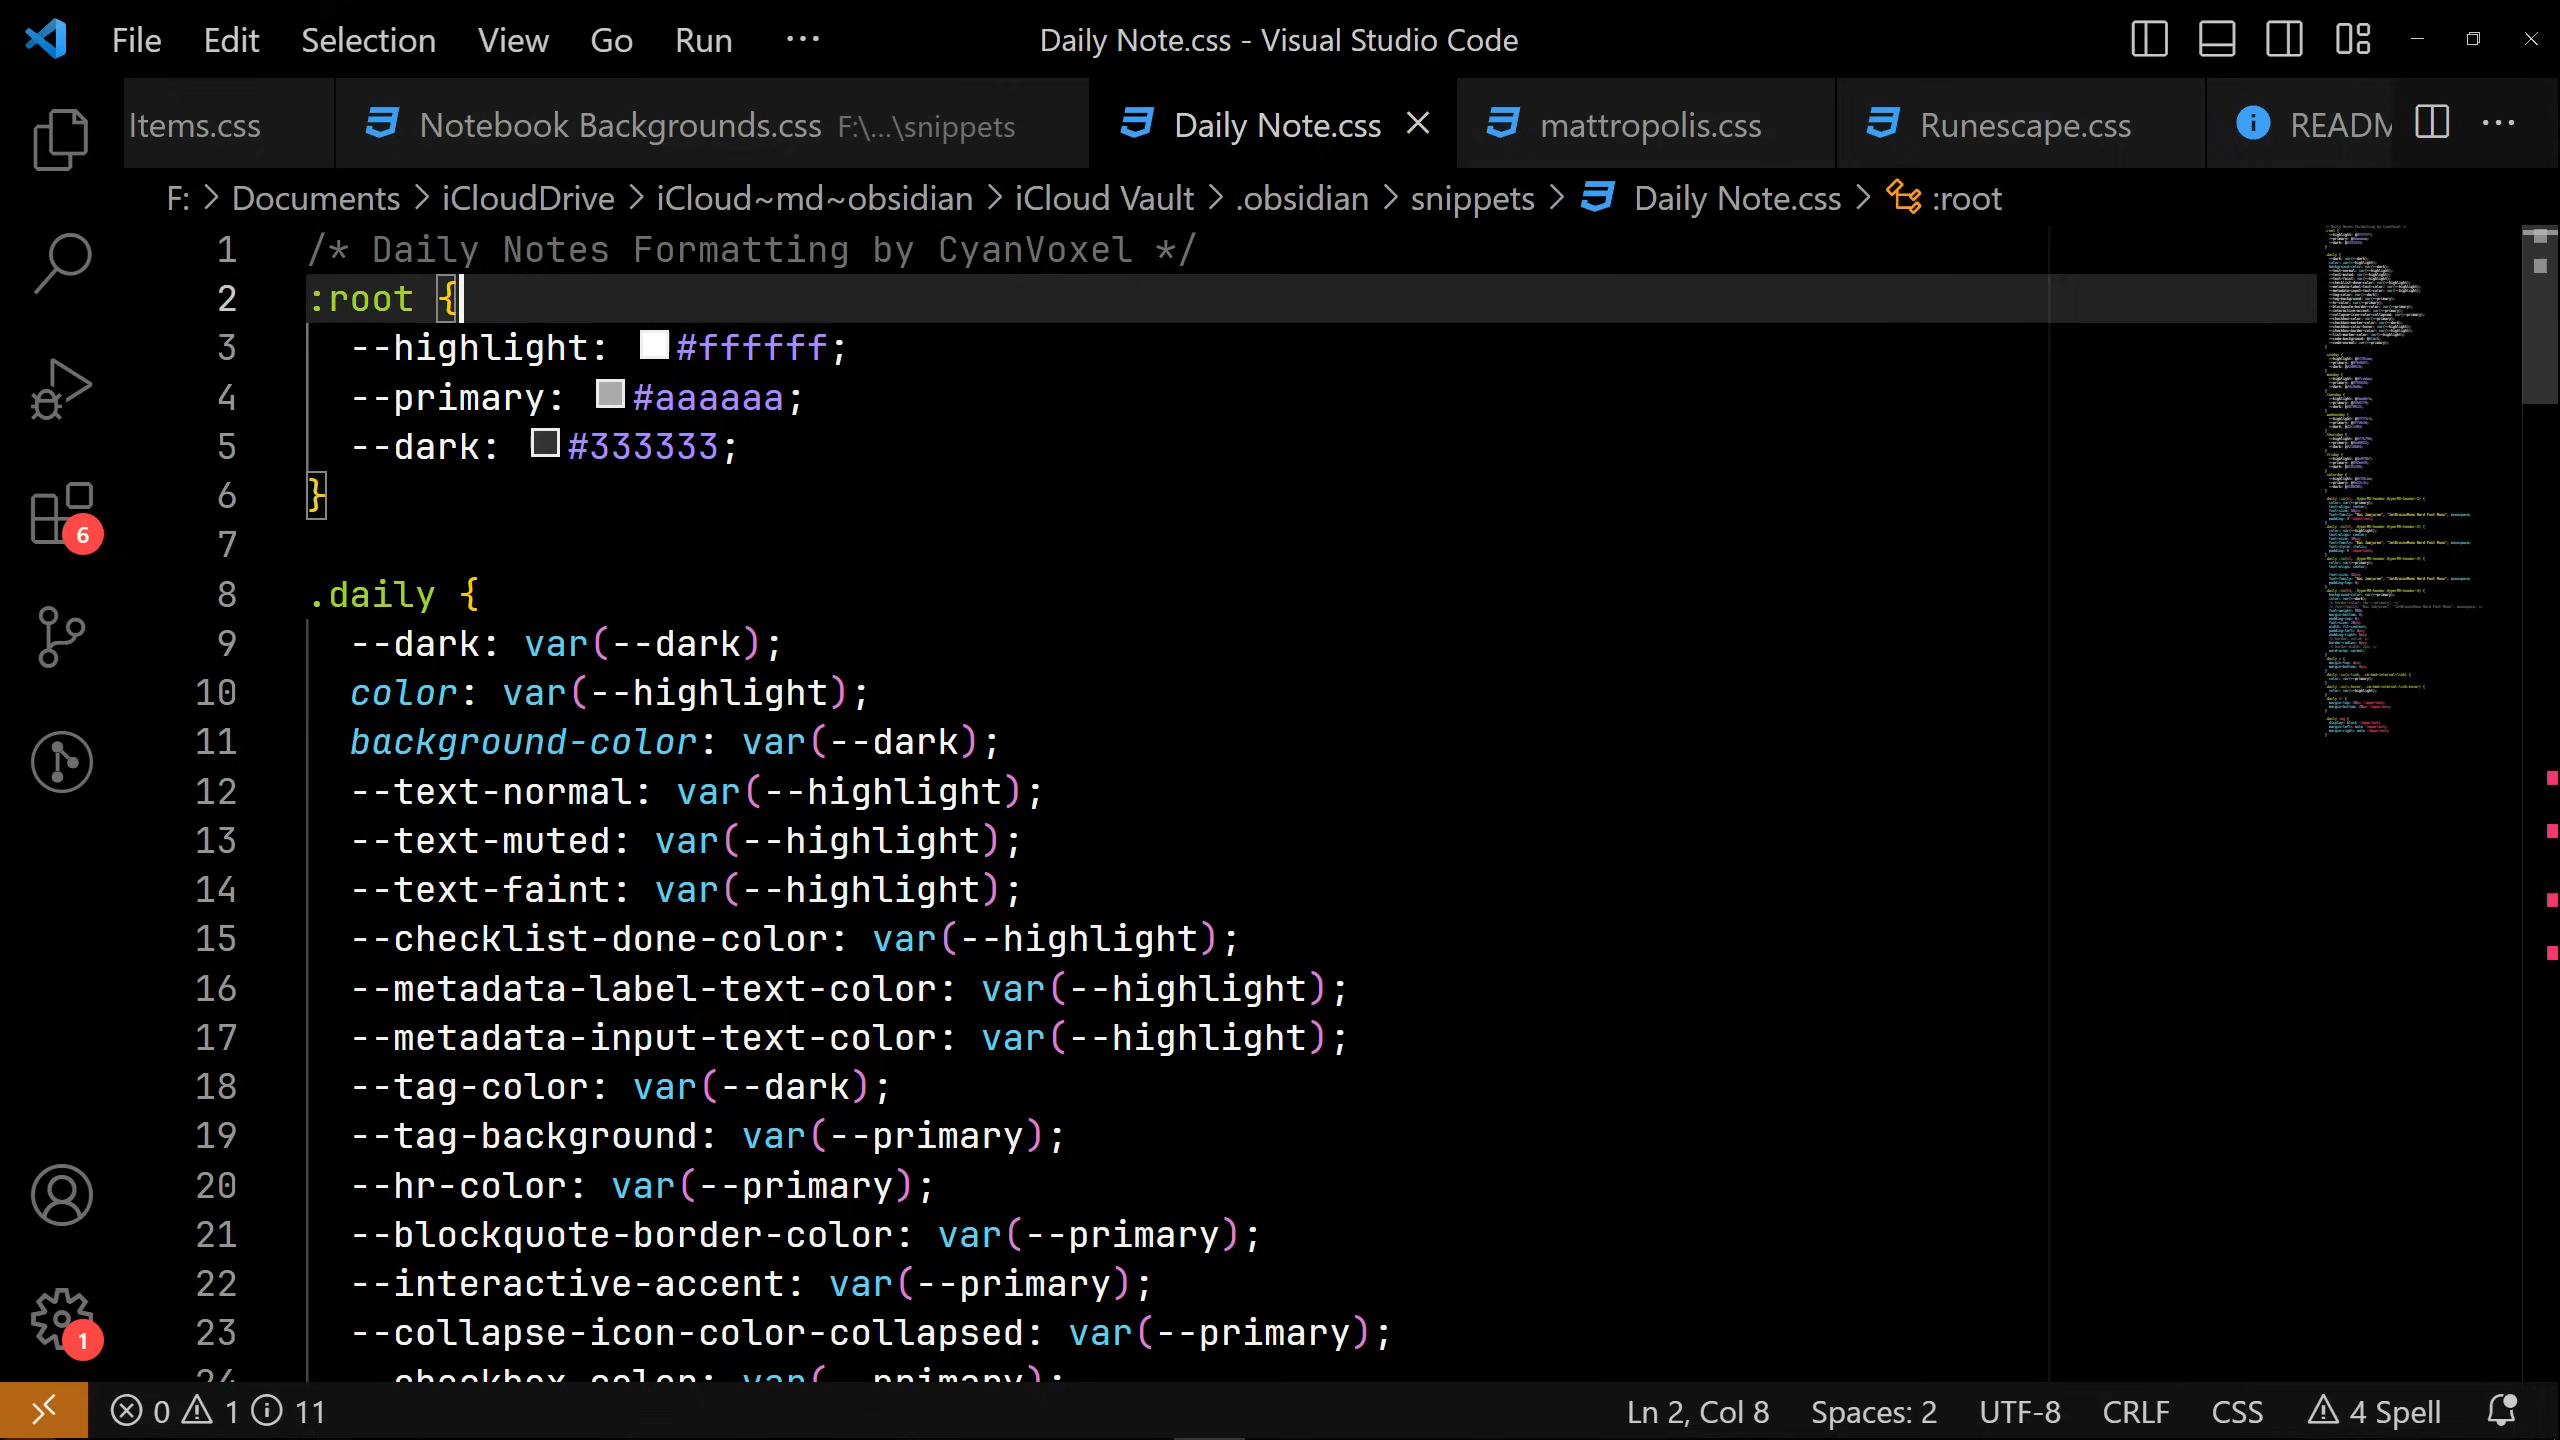 File Edit Selection View Go Run ··· Daily Note.css - Visual Studio Code
Items.css Notebook Backgrounds.css F:\...\snippets Daily Note.css mattropolis.css Runescape.css READM
F: > Documents > iCloudDrive > iCloud~md~obsidian > iCloud Vault > .obsidian > snippets > Daily Note.css > :root
1 /* Daily Notes Formatting by CyanVoxel */
2 :root {
3 --highlight: #ffffff;
4 --primary: #aaaaaa;
5 --dark: #333333;
6 }
7
8 .daily {
9 --dark: var(--dark);
10 color: var(--highlight);
11 background-color: var(--dark);
12 --text-normal: var(--highlight);
13 --text-muted: var(--highlight);
14 --text-faint: var(--highlight);
15 --checklist-done-color: var(--highlight);
16 --metadata-label-text-color: var(--highlight);
17 --metadata-input-text-color: var(--highlight);
18 --tag-color: var(--dark);
19 --tag-background: var(--primary);
20 --hr-color: var(--primary);
21 --blockquote-border-color: var(--primary);
22 --interactive-accent: var(--primary);
23 --collapse-icon-color-collapsed: var(--primary);
24 --checkbox-color: var(--primary);
6
1
0 1 11 Ln 2, Col 8 Spaces: 2 UTF-8 CRLF CSS 4 Spell